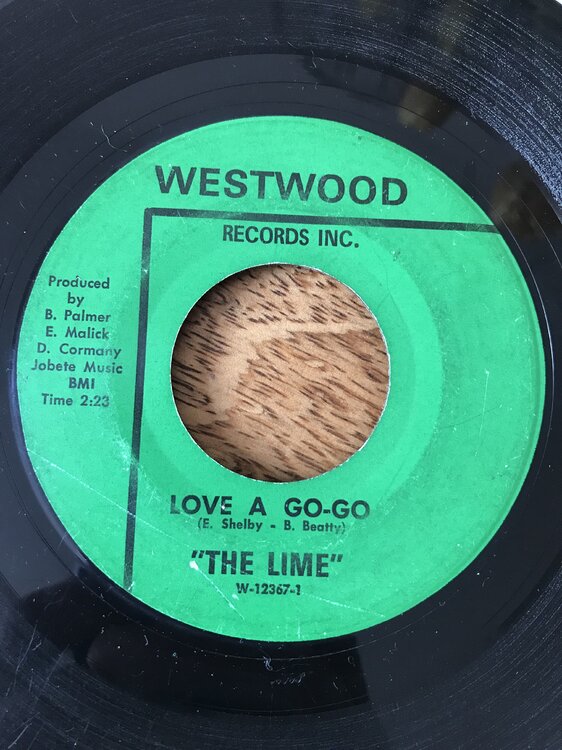 WESTWOOD
RECORDS INC.
Produced
by
B. Palmer
E. Malick
D. Cormany
Jobete Music
BMI
Time 2:23
LOVE A GO-GO
(E. Shelby - B. Beatty)
"THE LIME"
W-12367-1